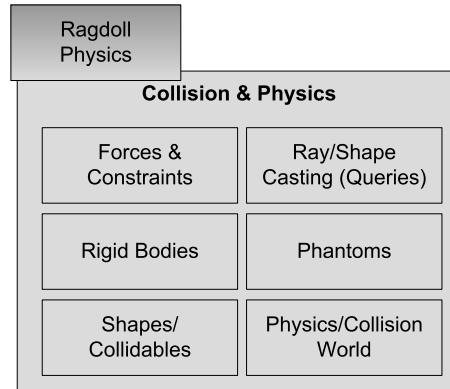 Ragdoll
Physics
Collision & Physics
Forces &
Constraints
Ray/Shape
Casting (Queries)
Rigid Bodies
Phantoms
Shapes/
Collidables
Physics/Collision
World